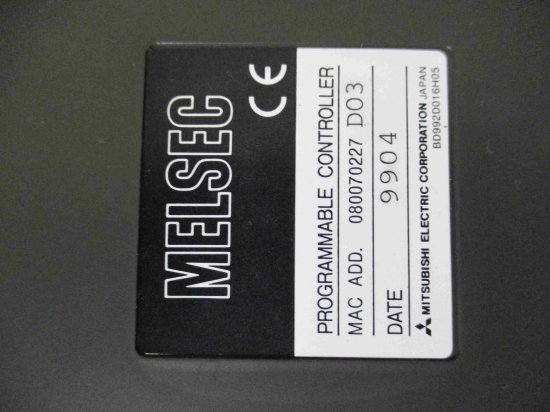 MELSEC
CE
PROGRAMMABLE CONTROLLER
MAC ADD. 080070227 D03
DATE 9904
MITSUBISHI ELECTRIC CORPORATION JAPAN
BD992D016H05